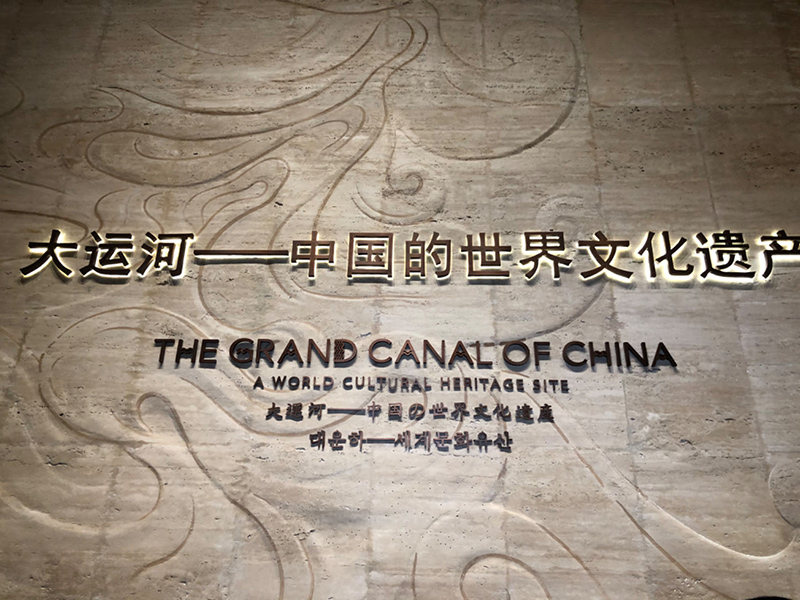 大运河——中国的世界文化遗产
THE GRAND CANAL OF CHINA
A WORLD CULTURAL HERITAGE SITE
大運河——中国の世界文化遺産
대운하——세계문화유산